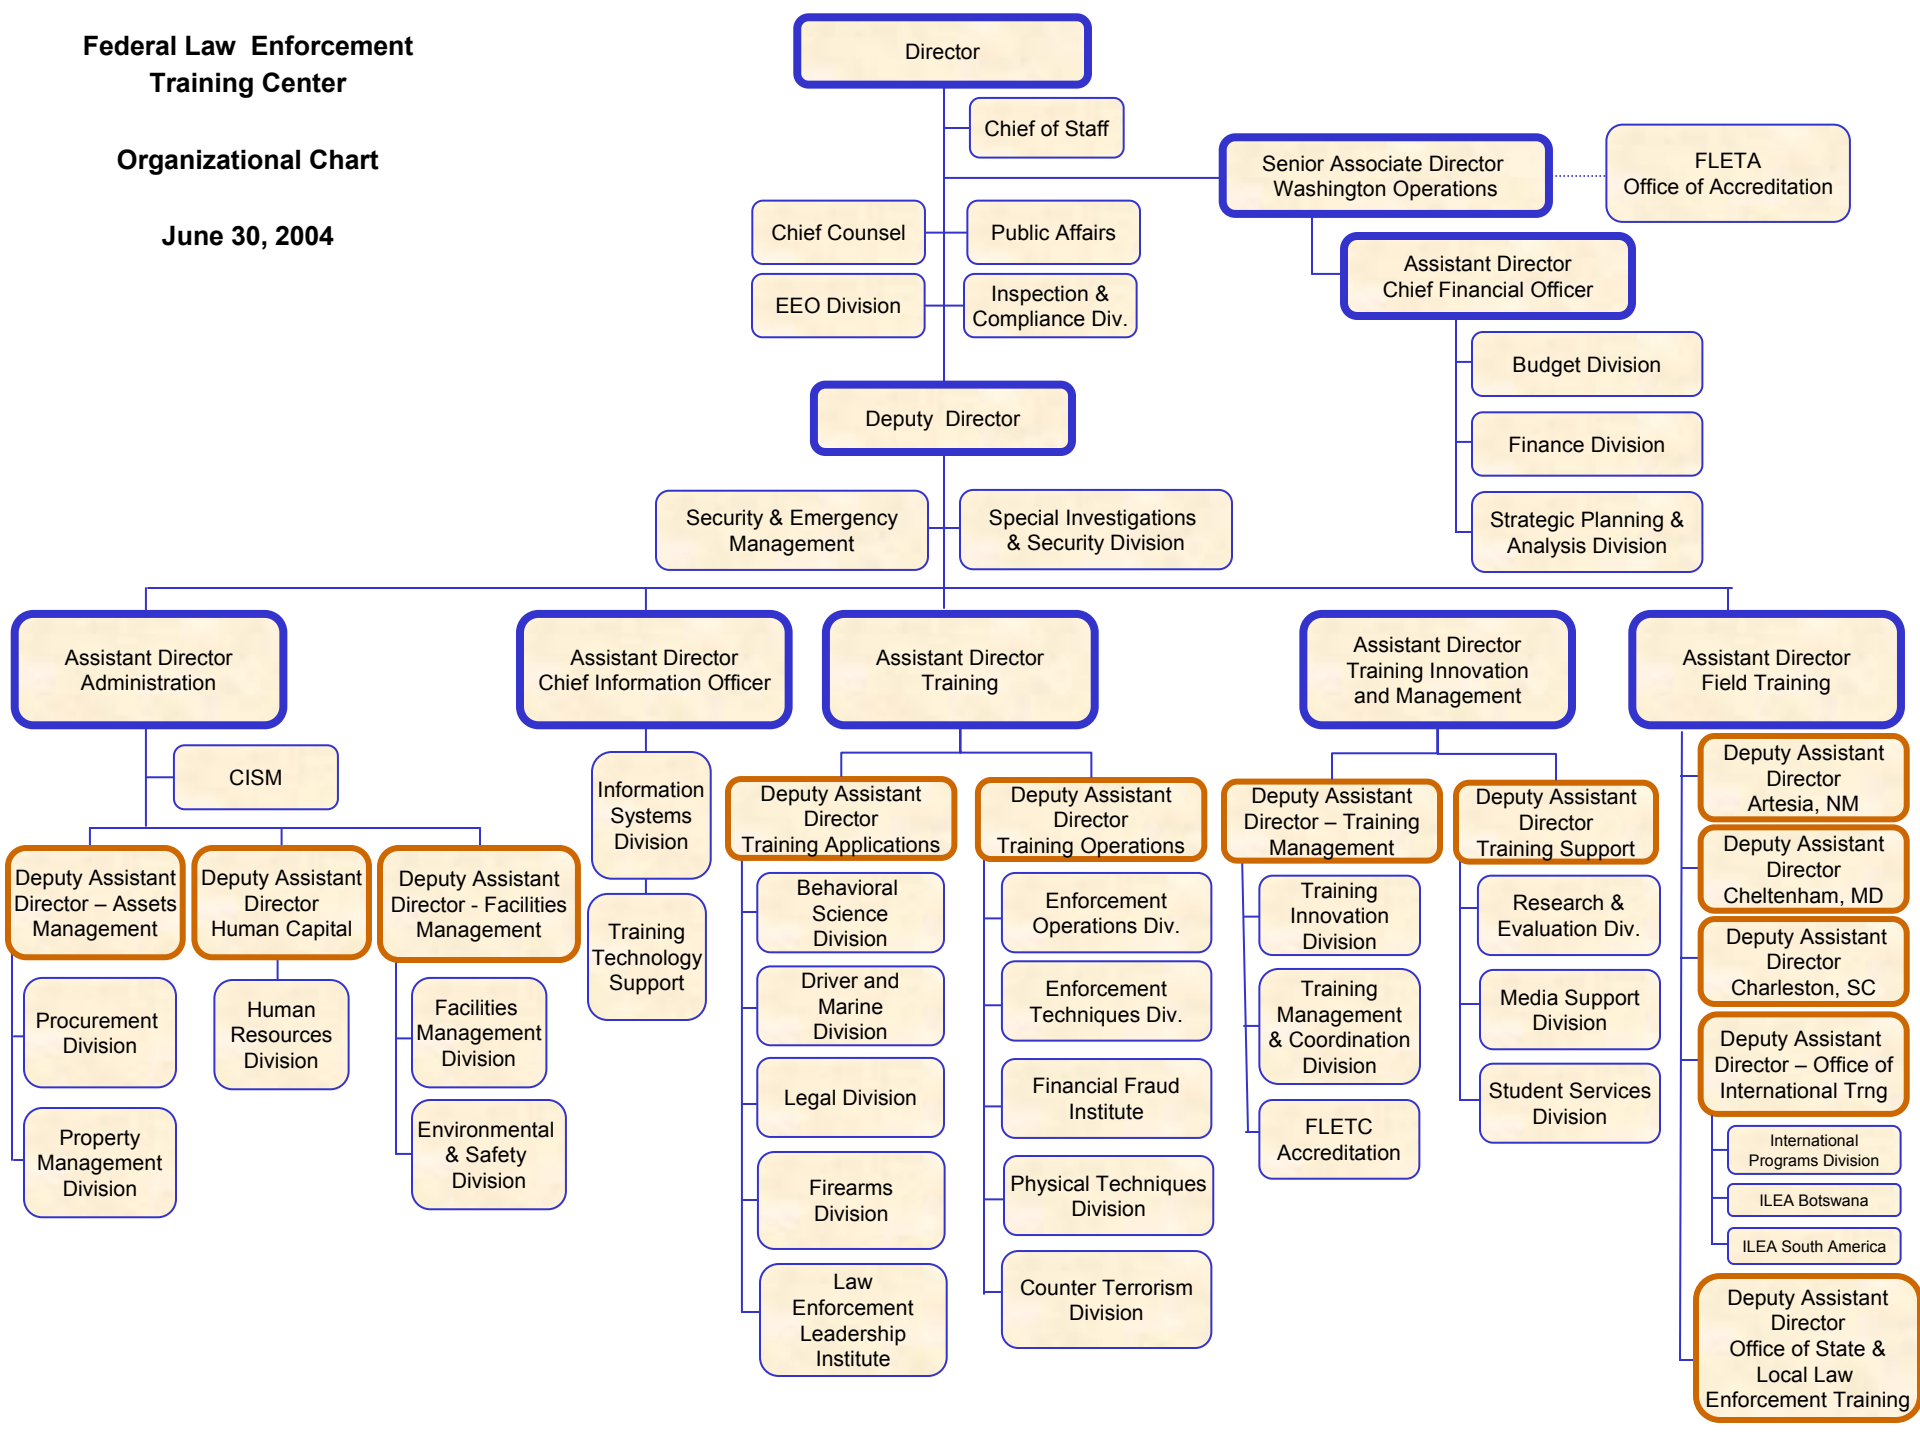 Federal Law Enforcement
Training Center
Organizational Chart
June 30, 2004
Director
Chief of Staff
Senior Associate Director
Washington Operations
FLETA
Office of Accreditation
Chief Counsel
Public Affairs
Assistant Director
Chief Financial Officer
EEO Division
Inspection &
Compliance Div.
Budget Division
Finance Division
Strategic Planning &
Analysis Division
Deputy Director
Security & Emergency
Management
Special Investigations
& Security Division
Assistant Director
Administration
CISM
Deputy Assistant
Director – Assets
Management
Procurement
Division
Property
Management
Division
Deputy Assistant
Director
Human Capital
Human
Resources
Division
Deputy Assistant
Director - Facilities
Management
Facilities
Management
Division
Environmental
& Safety
Division
Assistant Director
Chief Information Officer
Information
Systems
Division
Training
Technology
Support
Assistant Director
Training
Deputy Assistant
Director
Training Applications
Behavioral
Science
Division
Driver and
Marine
Division
Legal Division
Firearms
Division
Law
Enforcement
Leadership
Institute
Deputy Assistant
Director
Training Operations
Enforcement
Operations Div.
Enforcement
Techniques Div.
Financial Fraud
Institute
Physical Techniques
Division
Counter Terrorism
Division
Assistant Director
Training Innovation
and Management
Deputy Assistant
Director – Training
Management
Training
Innovation
Division
Training
Management
& Coordination
Division
FLETC
Accreditation
Deputy Assistant
Director
Training Support
Research &
Evaluation Div.
Media Support
Division
Student Services
Division
Assistant Director
Field Training
Deputy Assistant
Director
Artesia, NM
Deputy Assistant
Director
Cheltenham, MD
Deputy Assistant
Director
Charleston, SC
Deputy Assistant
Director – Office of
International Trng
International
Programs Division
ILEA Botswana
ILEA South America
Deputy Assistant
Director
Office of State &
Local Law
Enforcement Training